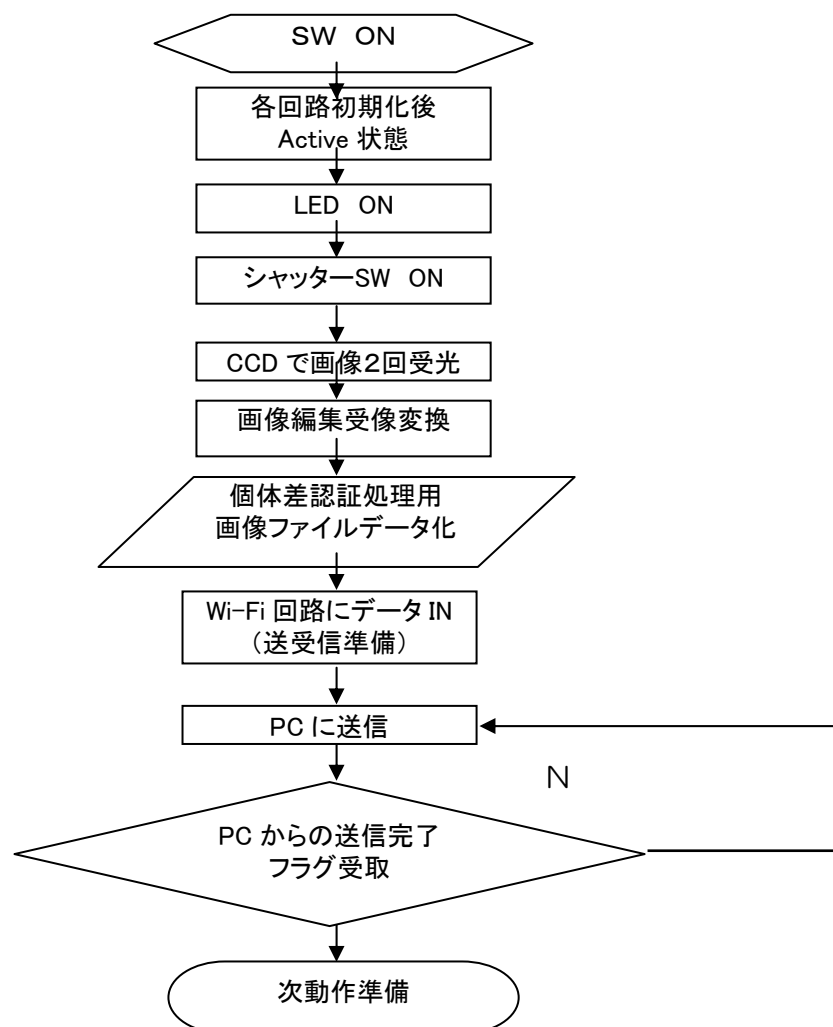 SW ON
各回路初期化後
Active 状態
LED ON
シャッターSW ON
CCD で画像2回受光
画像編集受像変換
個体差認証処理用
画像ファイルデータ化
Wi-Fi 回路にデータ IN
（送受信準備）
PC に送信
N
PC からの送信完了
フラグ受取
次動作準備